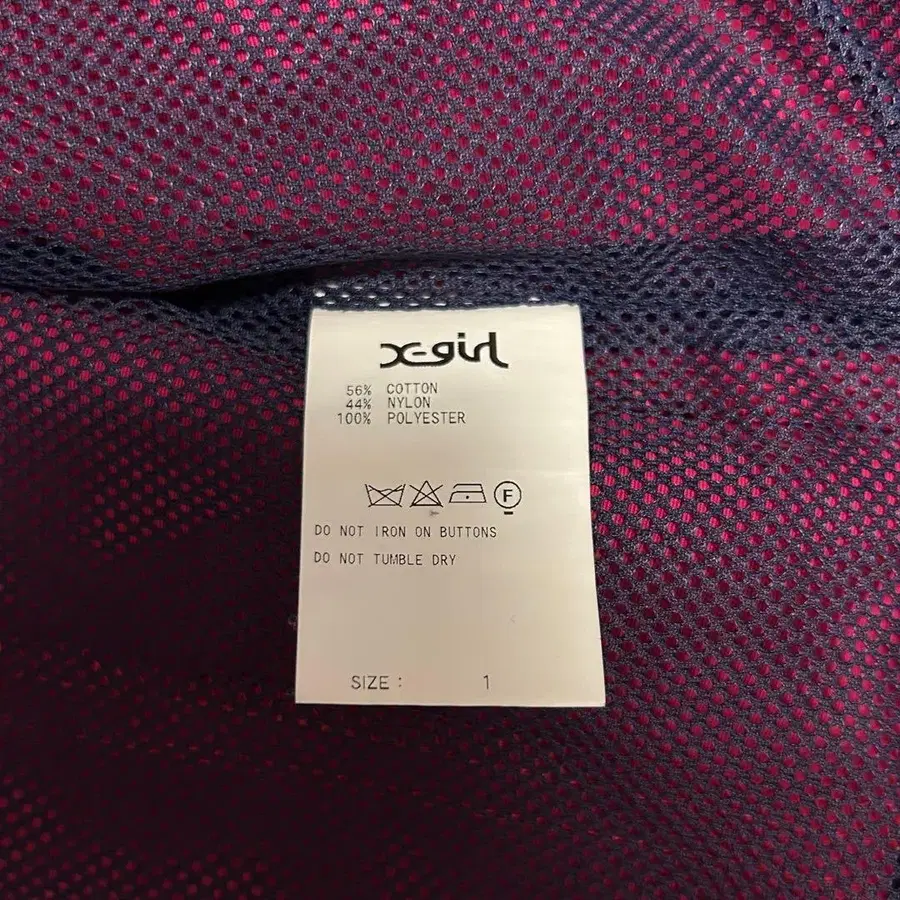 X-girl
56% COTTON
44% NYLON
100% POLYESTER
F
DO NOT IRON ON BUTTONS
DO NOT TUMBLE DRY
SIZE : 1